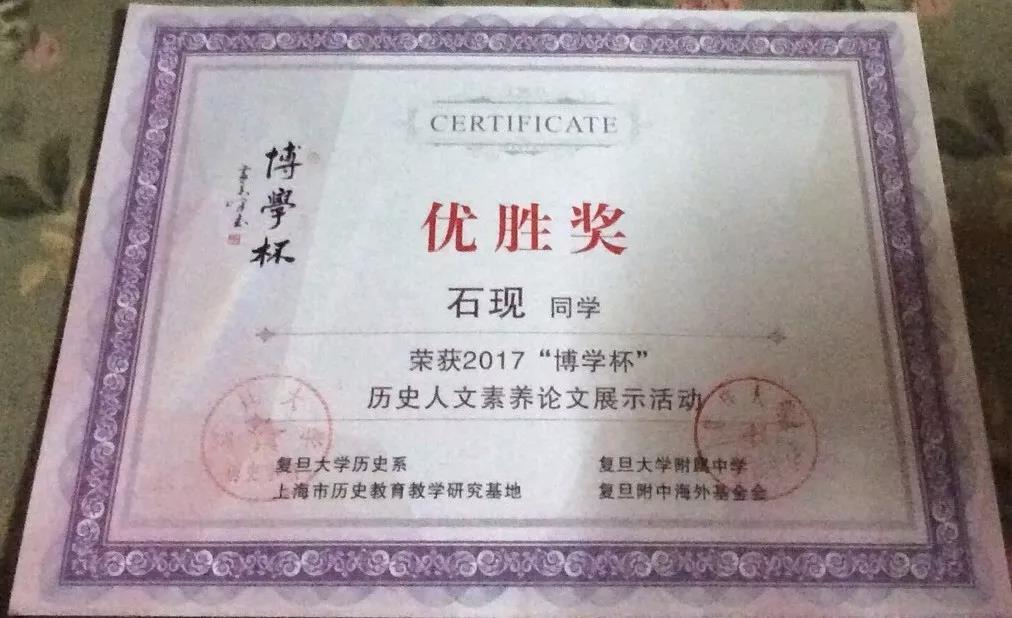 CERTIFICATE
博學杯
优胜奖
石现 同学
荣获2017“博学杯”
历史人文素养论文展示活动
复旦大学历史系
复旦大学附属中学
上海市历史教育教学研究基地
复旦附中海外基金会